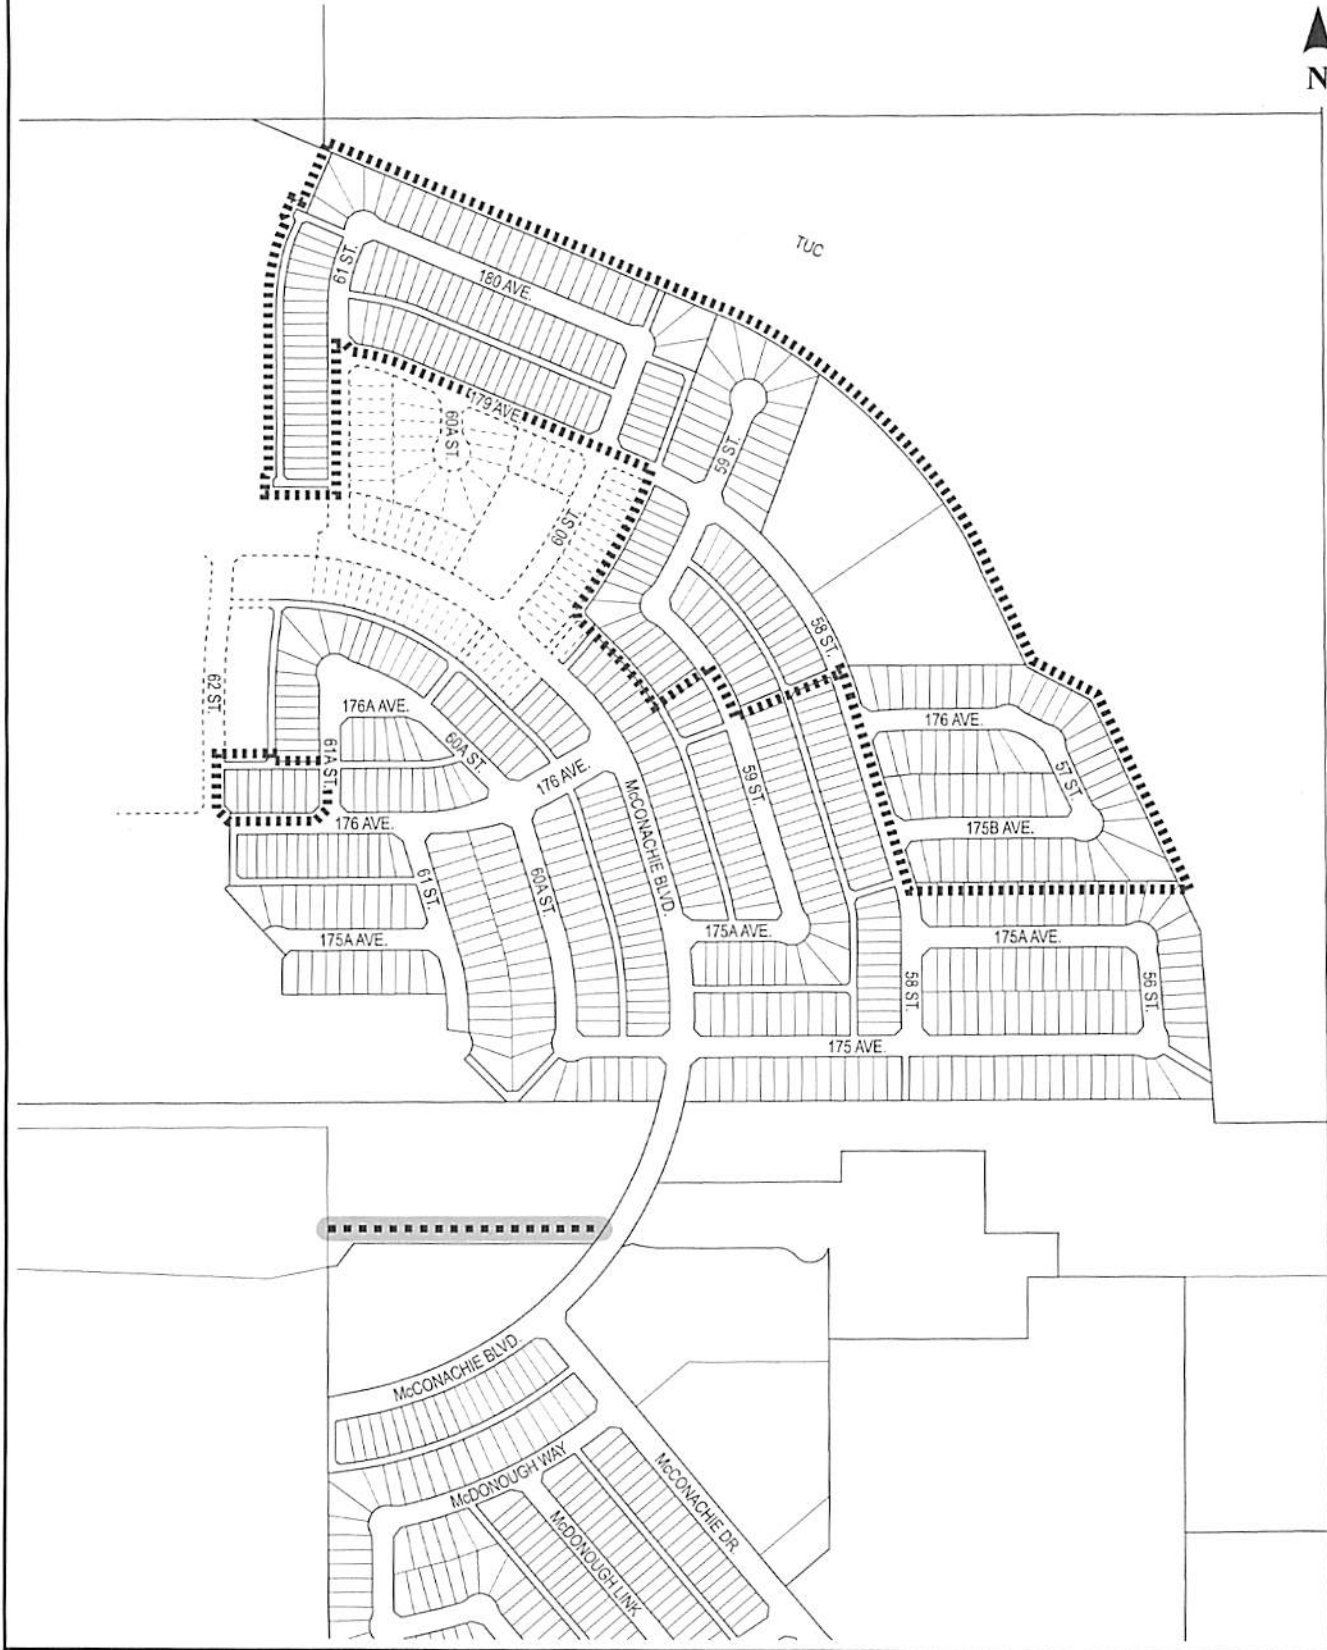 N
TUC
61 ST.
180 AVE.
179 AVE
60A ST
59 ST.
60 ST.
58 ST.
62 ST.
176A AVE.
60A ST.
61A ST.
176 AVE.
176 AVE.
McCONACHIE BLVD.
59 ST.
176 AVE.
57 ST.
175B AVE.
61 ST.
60A ST.
175A AVE.
175A AVE.
175A AVE.
58 ST.
56 ST.
175 AVE.
McCONACHIE BLVD.
McDONOUGH WAY
McCONACHIE DR.
McDONOUGH LINK